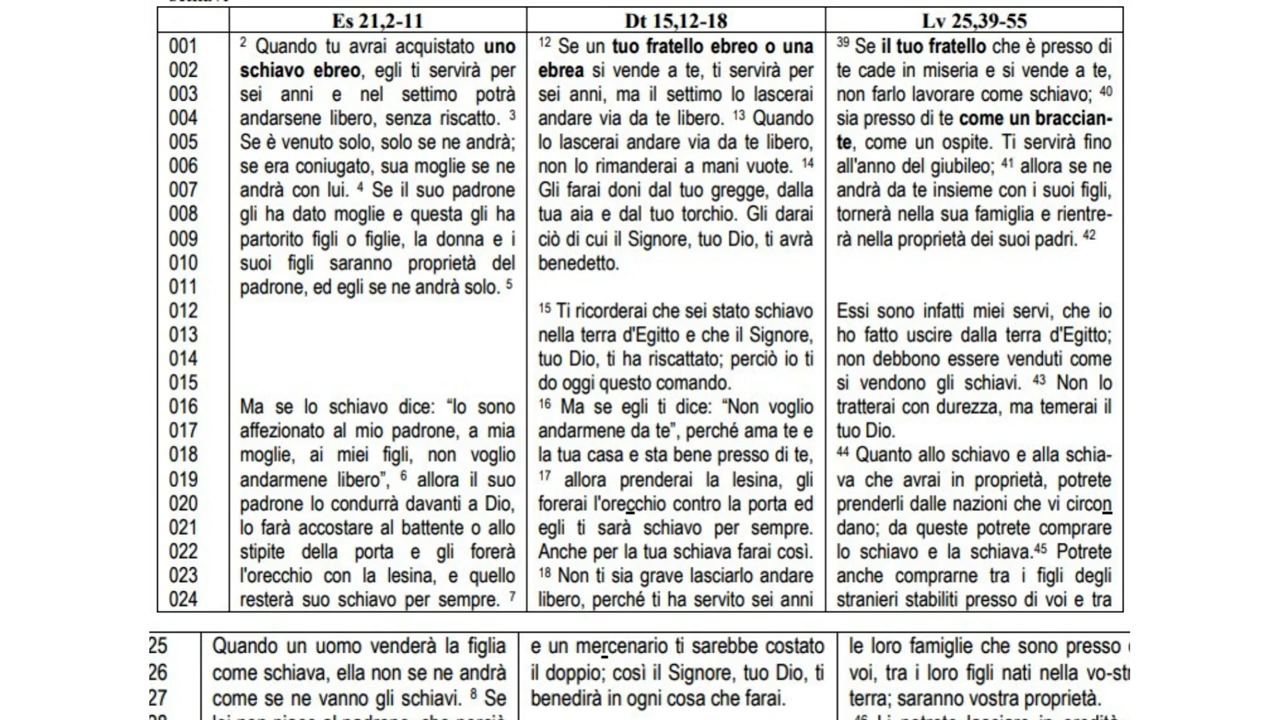 Es 21,2-11
Dt 15,12-18
Lv 25,39-55
001
002
003
004
005
006
007
008
009
010
011
012
013
014
015
016
017
018
019
020
021
022
023
024
2 Quando tu avrai acquistato uno
schiavo ebreo, egli ti servirà per
sei anni e nel settimo potrà
andarsene libero, senza riscatto. 3
Se è venuto solo, solo se ne andrà;
se era coniugato, sua moglie se ne
andrà con lui. 4 Se il suo padrone
gli ha dato moglie e questa gli ha
partorito figli o figlie, la donna e i
suoi figli saranno proprietà del
padrone, ed egli se ne andrà solo. 5
Ma se lo schiavo dice: “Io sono
affezionato al mio padrone, a mia
moglie, ai miei figli, non voglio
andarmene libero”, 6 allora il suo
padrone lo condurrà davanti a Dio,
lo farà accostare al battente o allo
stipite della porta e gli forerà
l'orecchio con la lesina, e quello
resterà suo schiavo per sempre. 7
12 Se un tuo fratello ebreo o una
ebrea si vende a te, ti servirà per
sei anni, ma il settimo lo lascerai
andare via da te libero. 13 Quando
lo lascerai andare via da te libero,
non lo rimanderai a mani vuote. 14
Gli farai doni dal tuo gregge, dalla
tua aia e dal tuo torchio. Gli darai
ciò di cui il Signore, tuo Dio, ti avrà
benedetto.
15 Ti ricorderai che sei stato schiavo
nella terra d'Egitto e che il Signore,
tuo Dio, ti ha riscattato; perciò io ti
do oggi questo comando.
16 Ma se egli ti dice: “Non voglio
andarmene da te”, perché ama te e
la tua casa e sta bene presso di te,
17 allora prenderai la lesina, gli
forerai l'orecchio contro la porta ed
egli ti sarà schiavo per sempre.
Anche per la tua schiava farai così.
18 Non ti sia grave lasciarlo andare
libero, perché ti ha servito sei anni
39 Se il tuo fratello che è presso di
te cade in miseria e si vende a te,
non farlo lavorare come schiavo; 40
sia presso di te come un braccian-
te, come un ospite. Ti servirà fino
all'anno del giubileo; 41 allora se ne
andrà da te insieme con i suoi figli,
tornerà nella sua famiglia e rientre-
rà nella proprietà dei suoi padri. 42
Essi sono infatti miei servi, che io
ho fatto uscire dalla terra d'Egitto;
non debbono essere venduti come
si vendono gli schiavi. 43 Non lo
tratterai con durezza, ma temerai il
tuo Dio.
44 Quanto allo schiavo e alla schia-
va che avrai in proprietà, potrete
prenderli dalle nazioni che vi circon
dano; da queste potrete comprare
lo schiavo e la schiava.45 Potrete
anche comprarne tra i figli degli
stranieri stabiliti presso di voi e tra
25
26
27
Quando un uomo venderà la figlia
come schiava, ella non se ne andrà
come se ne vanno gli schiavi. 8 Se
e un mercenario ti sarebbe costato
il doppio; così il Signore, tuo Dio, ti
benedirà in ogni cosa che farai.
le loro famiglie che sono presso
voi, tra i loro figli nati nella vo-str
terra; saranno vostra proprietà.